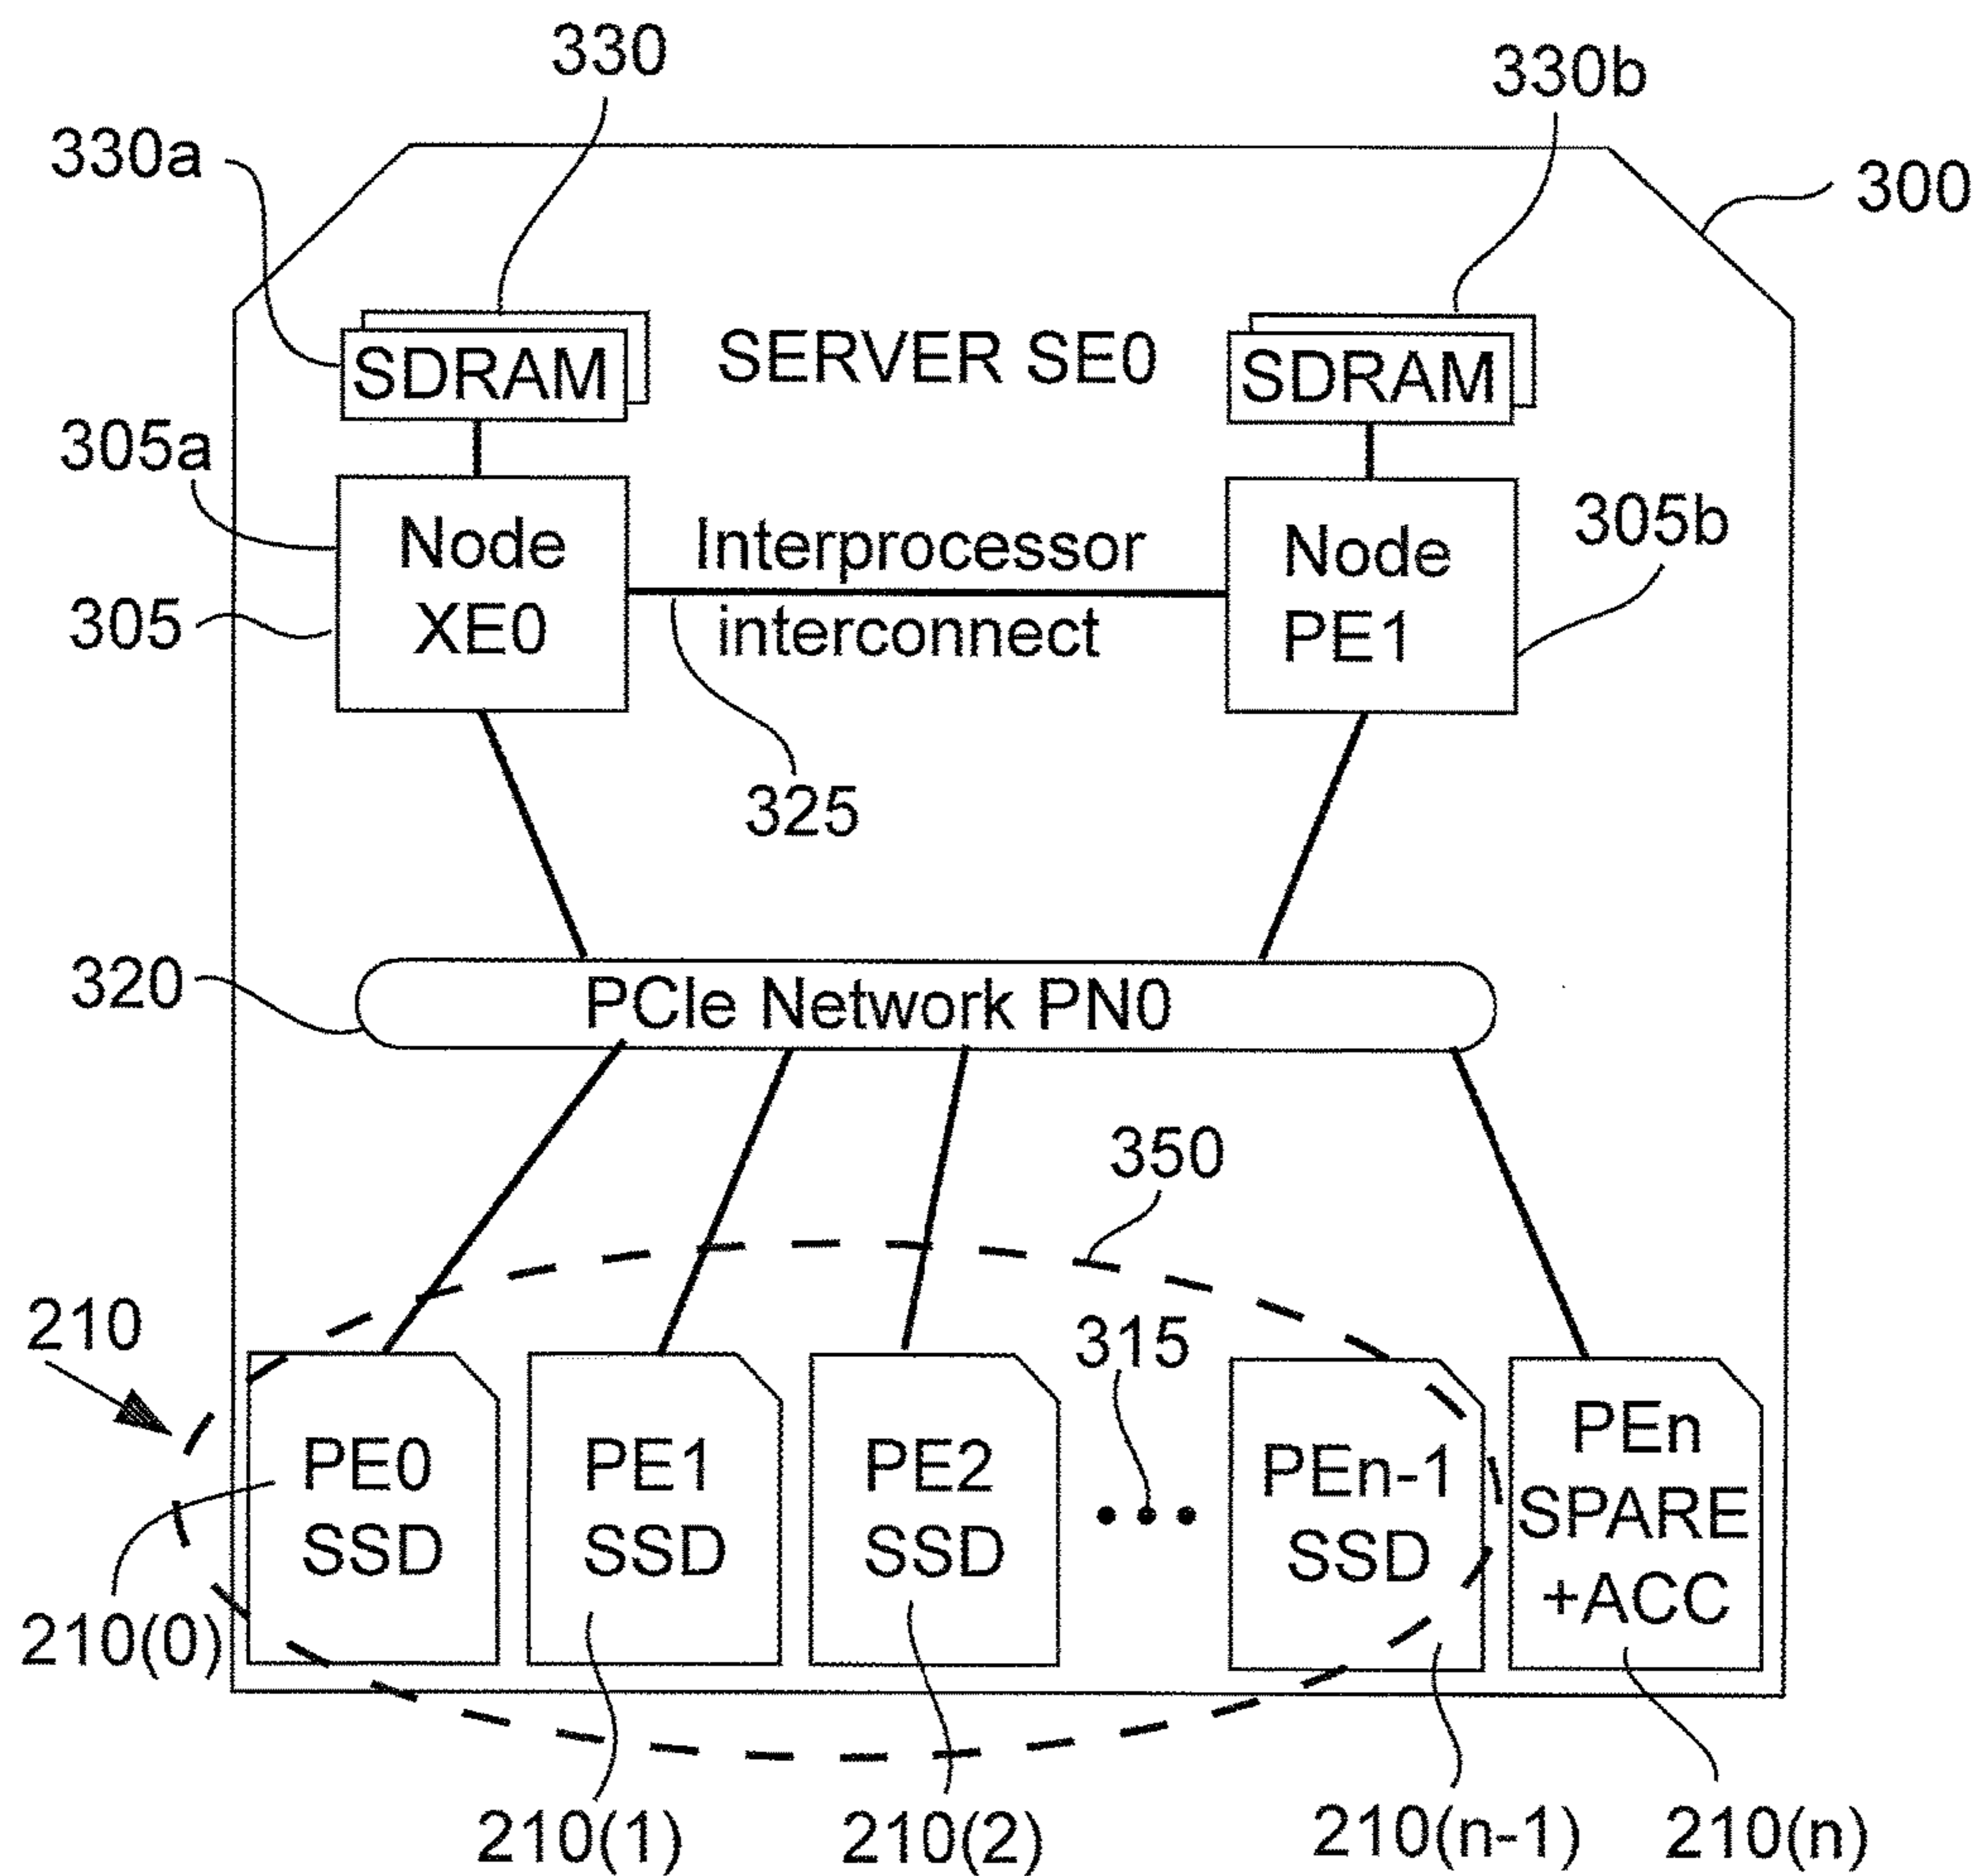 330
330b
330a
300
SDRAM
SERVER SE0
SDRAM
305a
Node
XE0
Interprocessor
interconnect
Node
PE1
305b
305
325
320
PCIe Network PN0
350
210
315
PE0
SSD
PE1
SSD
PE2
SSD
PEn-1
SSD
PEn
SPARE
+ACC
210(0)
210(1)
210(2)
210(n-1)
210(n)